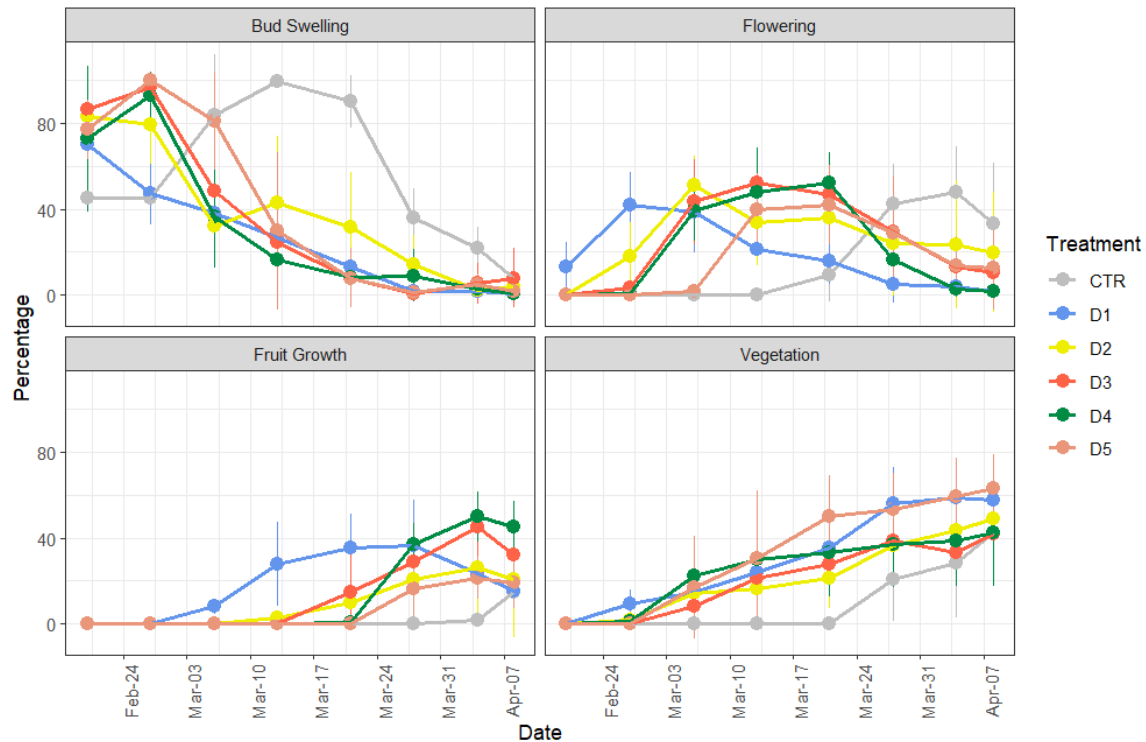 Bud Swelling
Flowering
80
40
0
Fruit Growth
Vegetation
80
40
0
Percentage
Feb-24
Mar-03
Mar-10
Mar-17
Mar-24
Mar-31
Apr-07
Feb-24
Mar-03
Mar-10
Mar-17
Mar-24
Mar-31
Apr-07
Date
Treatment
CTR
D1
D2
D3
D4
D5